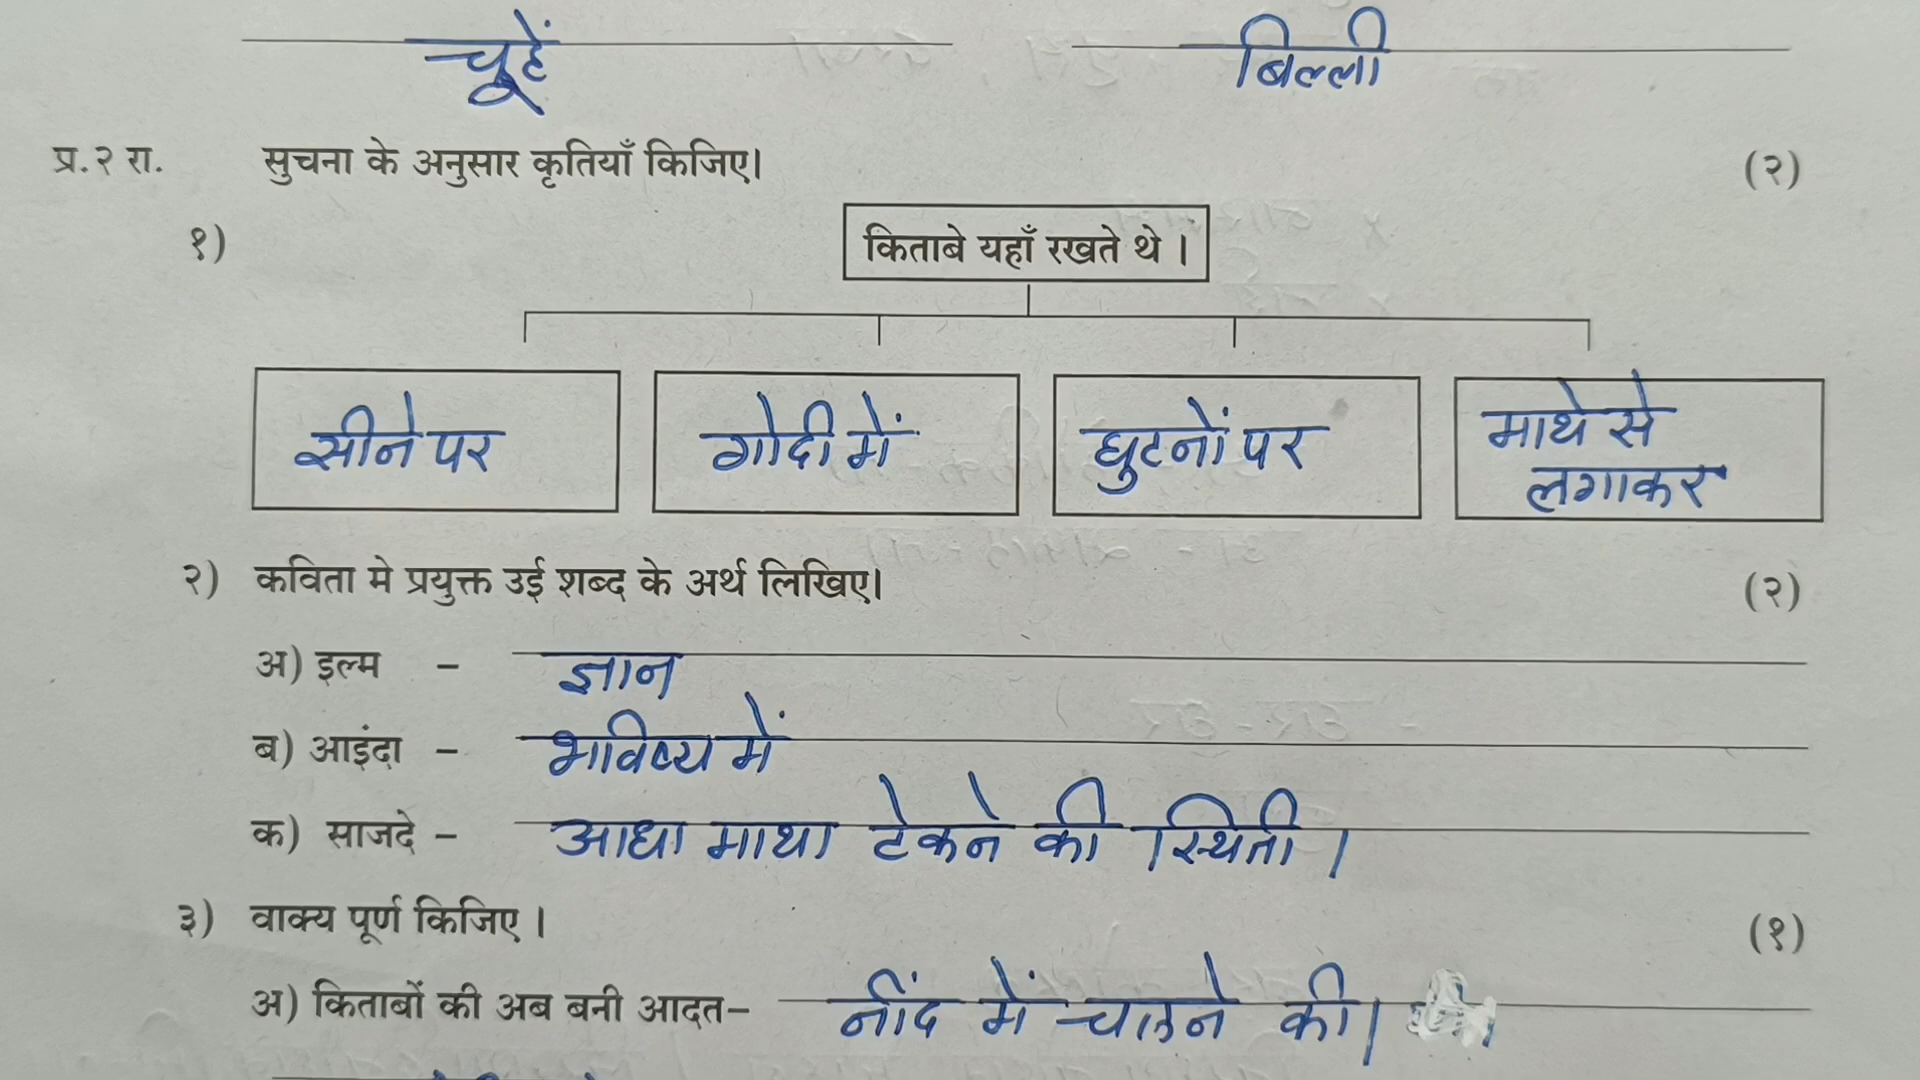 चूहें बिल्ली
प्र.२ रा. सुचना के अनुसार कृतियाँ किजिए। (२)
१) किताबे यहाँ रखते थे ।
सीने पर गोदी में घुटनों पर माथे से
लगाकर
२) कविता मे प्रयुक्त उई शब्द के अर्थ लिखिए। (२)
अ) इल्म - ज्ञान
ब) आइंदा - भाविष्य में
क) साजदे - आधा माथा टेकने की स्थिती ।
३) वाक्य पूर्ण किजिए । (१)
अ) किताबों की अब बनी आदत- नींद में चलने की।